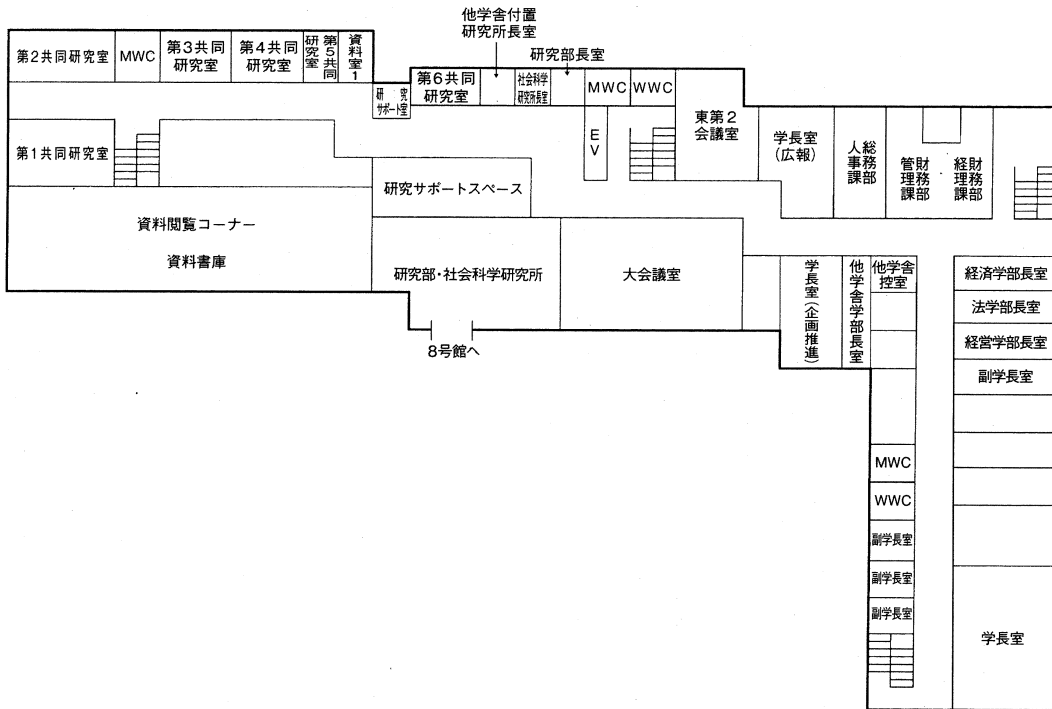 他学舎付置
研究所長室
研究部長室
第2共同研究室
MWC
第3共同
研究室
第4共同
研究室
第5共同
研究室
資料室1
研究
サポート室
第6共同
研究室
社会科学
研究所長室
MWC
WWC
東第2
会議室
学長室
(広報)
総務部
人事課
財務部
管理課
財務部
経理課
第1共同研究室
EV
研究サポートスペース
資料閲覧コーナー
資料書庫
研究部・社会科学研究所
大会議室
学長室(企画推進)
他学舎学部長室
他学舎
控室
経済学部長室
法学部長室
経営学部長室
副学長室
8号館へ
MWC
WWC
副学長室
副学長室
副学長室
学長室